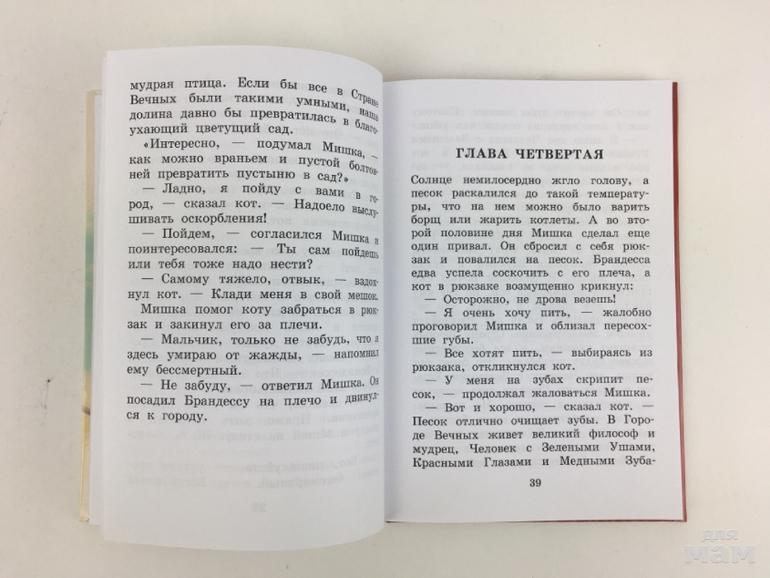 мудрая птица. Если бы все в Стране
Вечных были такими умными, наша
долина давно бы превратилась в благо-
ухающий цветущий сад.
«Интересно, — подумал Мишка, —
как можно враньем и пустой болтов-
ней превратить пустыню в сад?»
— Ладно, я пойду с вами в го-
род, — сказал кот. — Надоело выслу-
шивать оскорбления!
— Пойдем, — согласился Мишка и
поинтересовался: — Ты сам пойдешь
или тебя тоже надо нести?
— Самому тяжело, отвык, — вздох-
нул кот. — Клади меня в свой мешок.
Мишка помог коту забраться в рюк-
зак и закинул его за плечи.
— Мальчик, только не забудь, что я
здесь умираю от жажды, — напомнил
ему бессмертный.
— Не забуду, — ответил Мишка. Он
посадил Брандессу на плечо и двинул-
ся к городу.
ГЛАВА ЧЕТВЕРТАЯ
Солнце немилосердно жгло голову, а
песок раскалился до такой температу-
ры, что на нем можно было варить
борщ или жарить котлеты. А во вто-
рой половине дня Мишка сделал еще
один привал. Он сбросил с себя рюк-
зак и повалился на песок. Брандесса
едва успела соскочить с его плеча, а
кот в рюкзаке возмущенно крикнул:
— Осторожно, не дрова везешь!
— Я очень хочу пить, — жалобно
проговорил Мишка и облизал пересох-
шие губы.
— Все хотят пить, — выбираясь из
рюкзака, откликнулся кот.
— У меня на зубах скрипит пе-
сок, — продолжал жаловаться Мишка.
— Вот и хорошо, — сказал кот. —
Песок отлично очищает зубы. В Горо-
де Вечных живет великий философ и
мудрец, Человек с Зелеными Ушами,
Красными Глазами и Медными Зуба-
39
для
мам